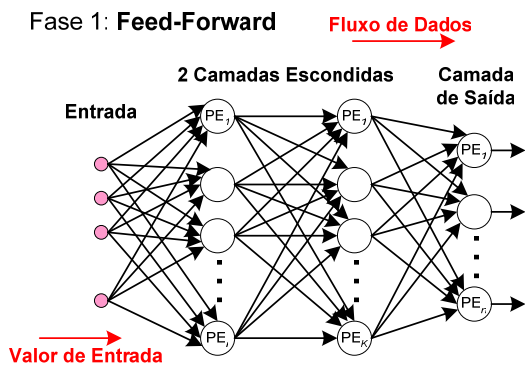 Fase 1: Feed-Forward
Fluxo de Dados
2 Camadas Escondidas
Camada
de Saída
Entrada
PE1
PE1
PE1
PEi
PEK
PEn
Valor de Entrada